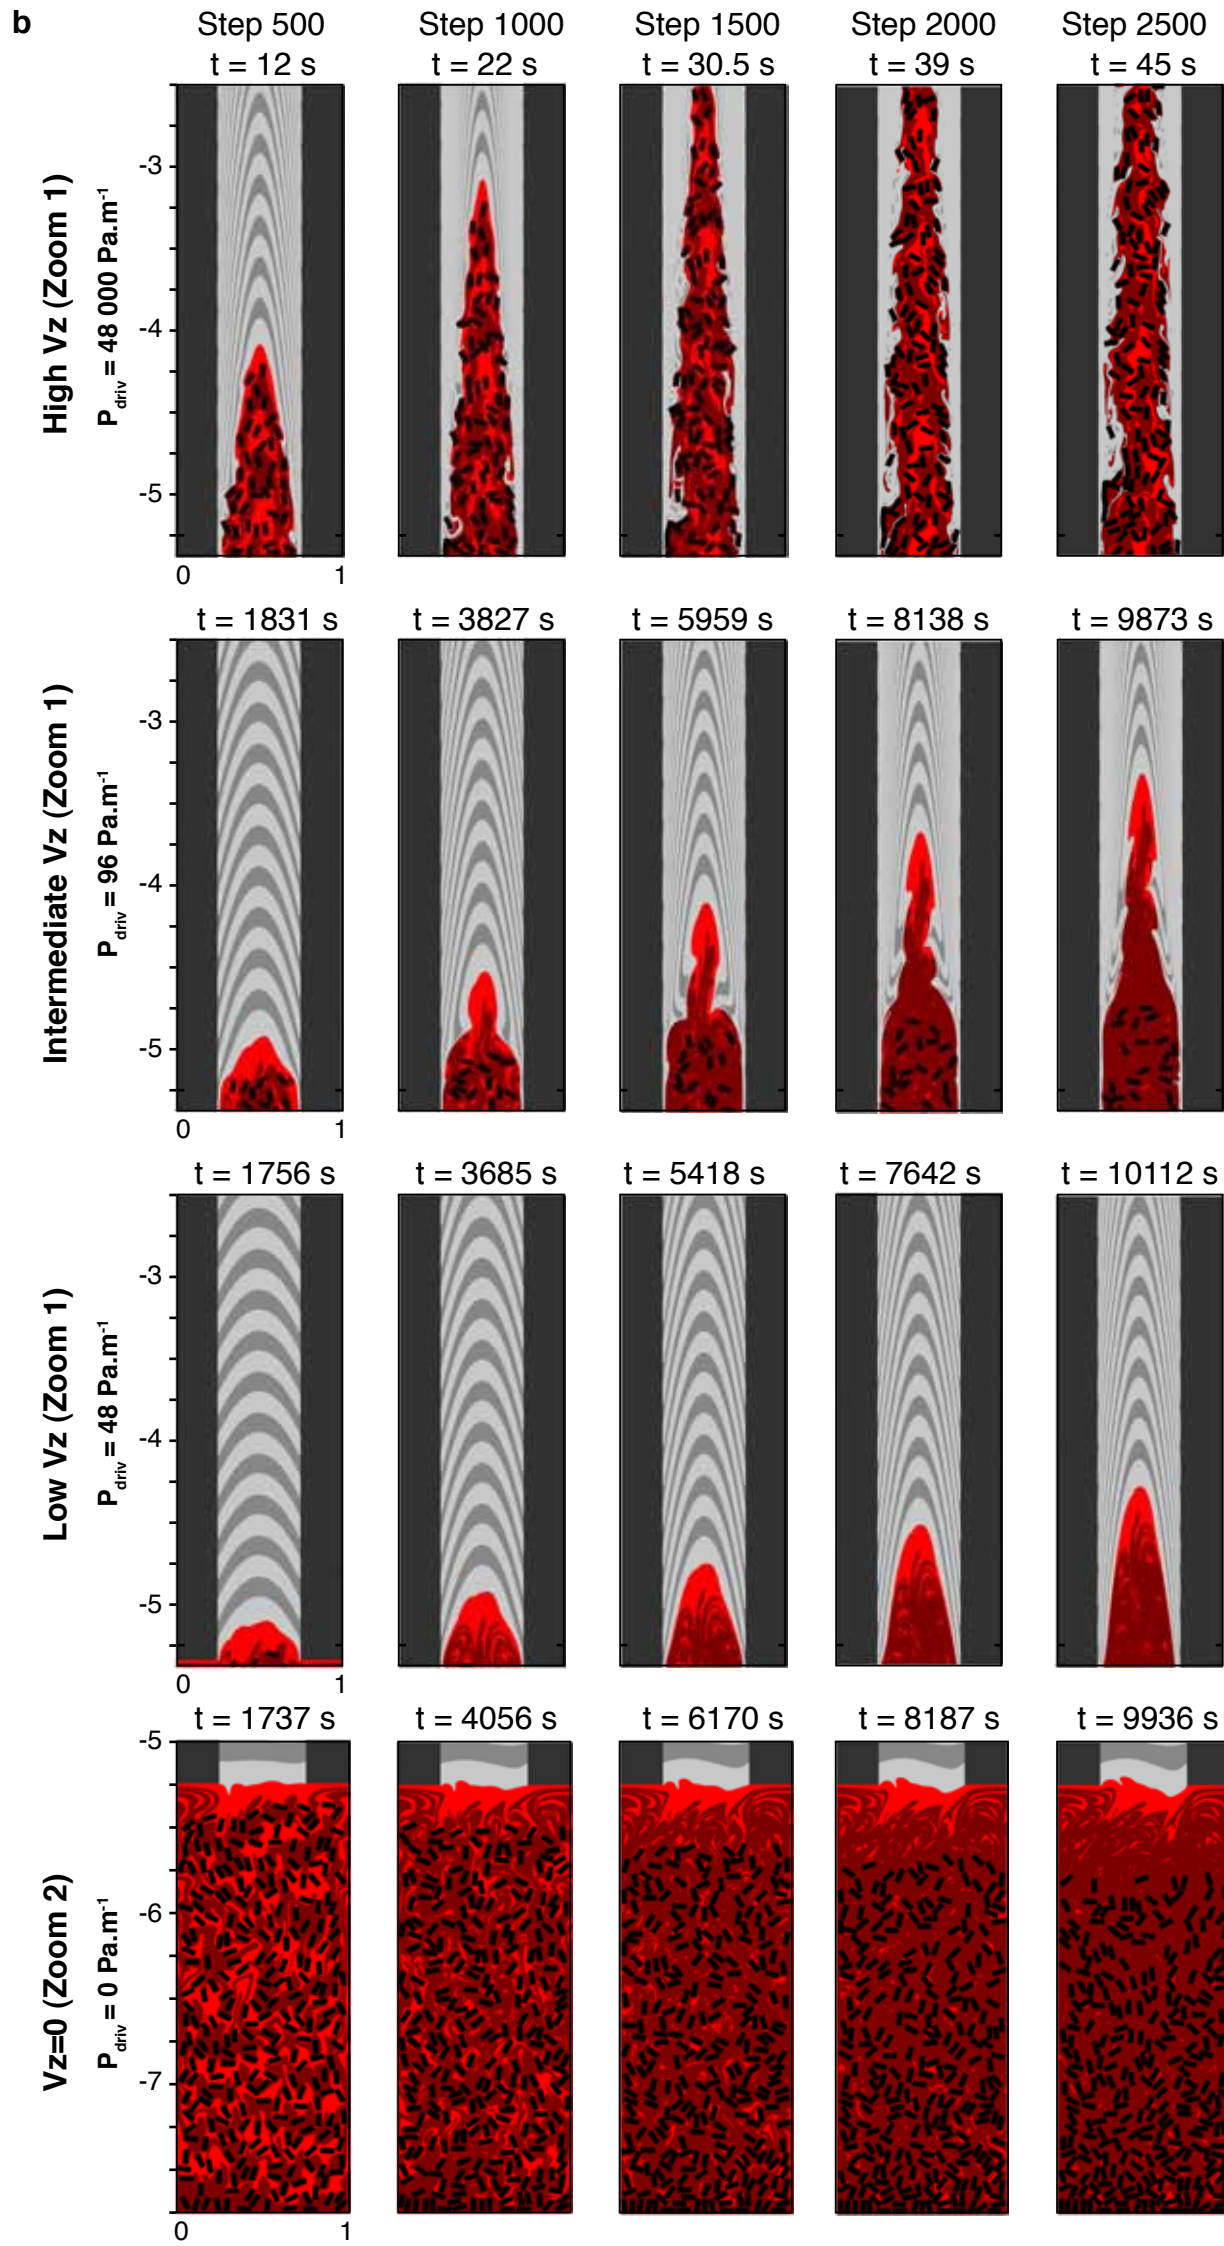 b
Step 500
Step 1000
Step 1500
Step 2000
Step 2500
t = 12 s
t = 22 s
t = 30.5 s
t = 39 s
t = 45 s
High Vz (Zoom 1)
P_driv = 48 000 Pa.m⁻¹
-3
-4
-5
0
1
t = 1831 s
t = 3827 s
t = 5959 s
t = 8138 s
t = 9873 s
Intermediate Vz (Zoom 1)
P_driv = 96 Pa.m⁻¹
-3
-4
-5
0
1
t = 1756 s
t = 3685 s
t = 5418 s
t = 7642 s
t = 10112 s
Low Vz (Zoom 1)
P_driv = 48 Pa.m⁻¹
-3
-4
-5
0
1
t = 1737 s
t = 4056 s
t = 6170 s
t = 8187 s
t = 9936 s
Vz=0 (Zoom 2)
P_driv = 0 Pa.m⁻¹
-5
-6
-7
0
1